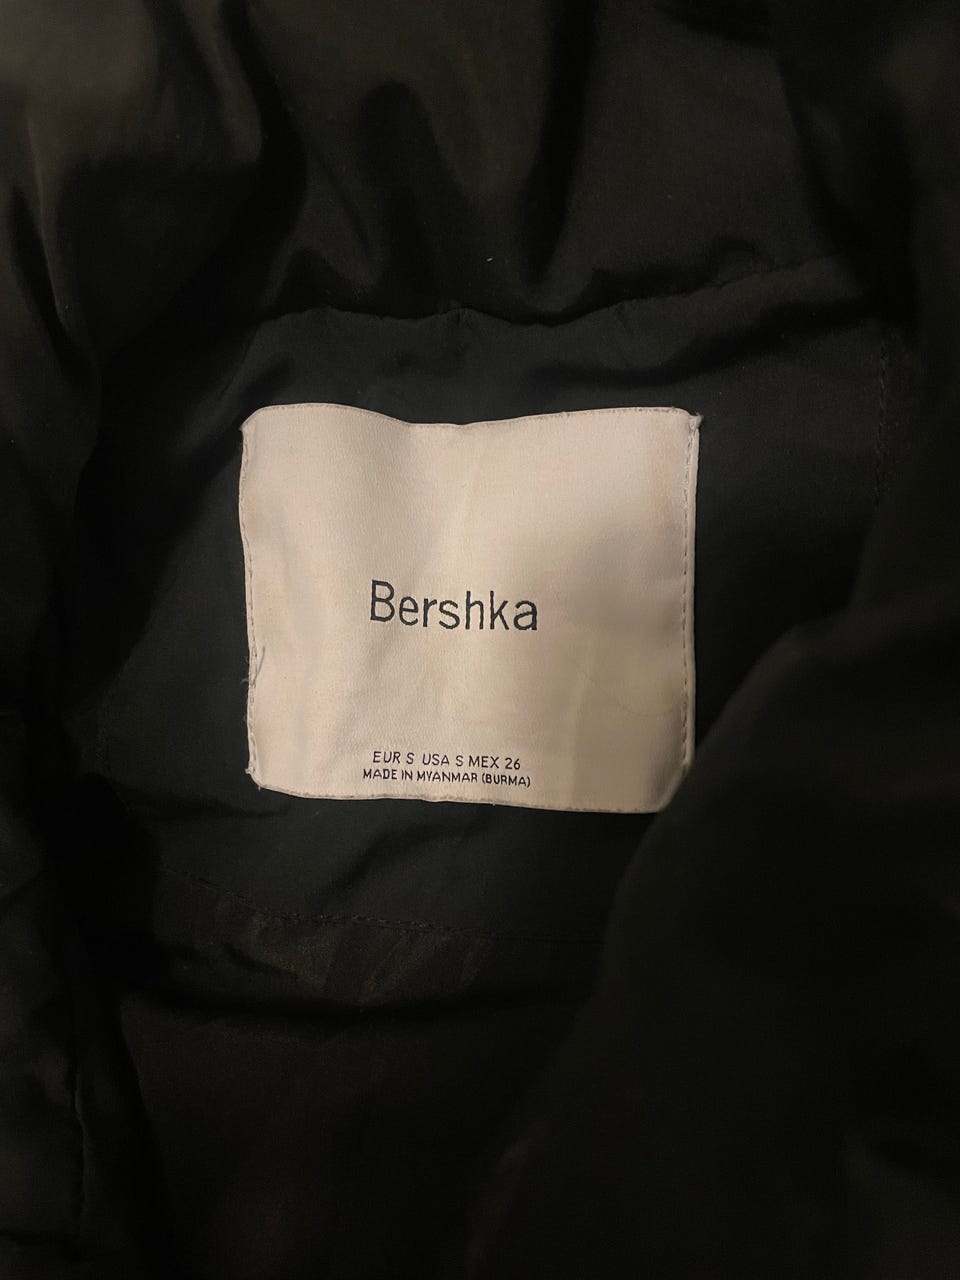 Bershka
EUR S USA S MEX 26
MADE IN MYANMAR (BURMA)